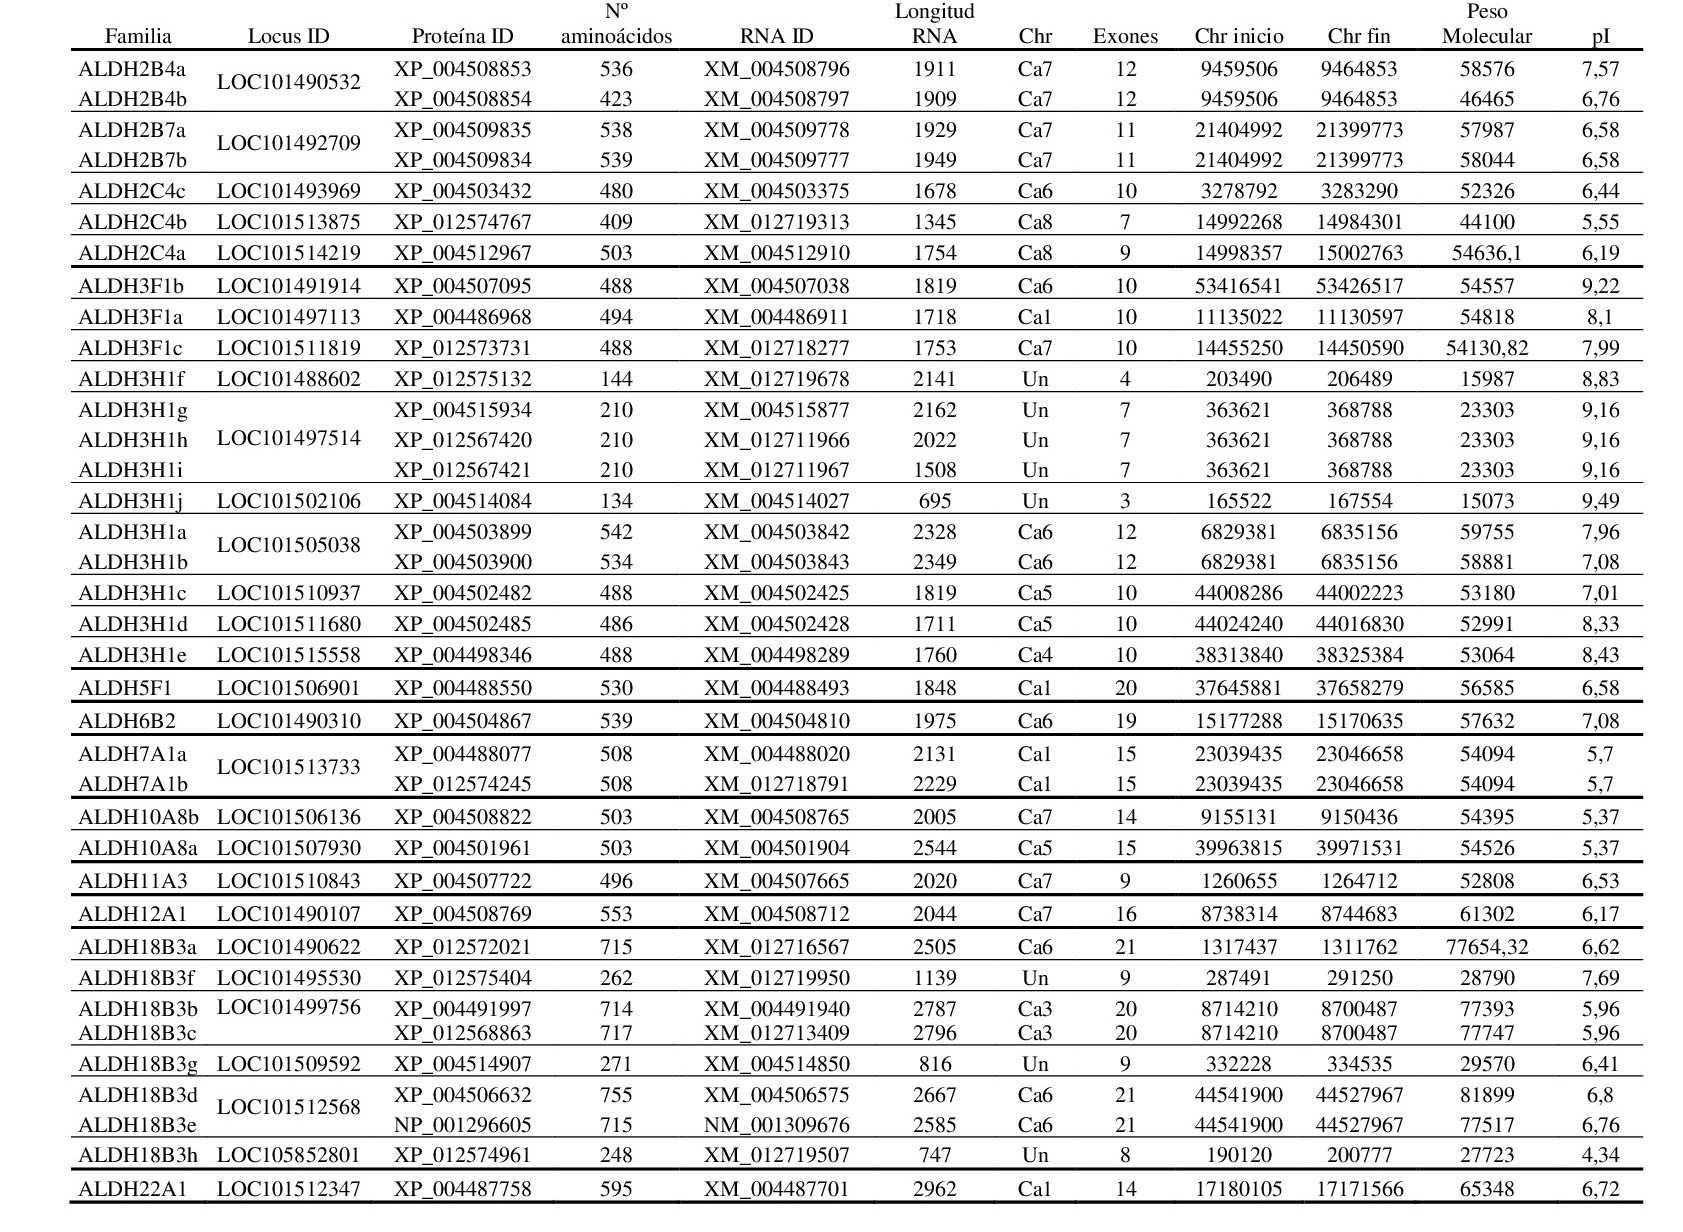 Nº Longitud Peso
Familia Locus ID Proteína ID aminoácidos RNA ID RNA Chr Exones Chr inicio Chr fin Molecular pI
ALDH2B4a LOC101490532 XP_004508853 536 XM_004508796 1911 Ca7 12 9459506 9464853 58576 7,57
ALDH2B4b XP_004508854 423 XM_004508797 1909 Ca7 12 9459506 9464853 46465 6,76
ALDH2B7a LOC101492709 XP_004509835 538 XM_004509778 1929 Ca7 11 21404992 21399773 57987 6,58
ALDH2B7b XP_004509834 539 XM_004509777 1949 Ca7 11 21404992 21399773 58044 6,58
ALDH2C4c LOC101493969 XP_004503432 480 XM_004503375 1678 Ca6 10 3278792 3283290 52326 6,44
ALDH2C4b LOC101513875 XP_012574767 409 XM_012719313 1345 Ca8 7 14992268 14984301 44100 5,55
ALDH2C4a LOC101514219 XP_004512967 503 XM_004512910 1754 Ca8 9 14998357 15002763 54636,1 6,19
ALDH3F1b LOC101491914 XP_004507095 488 XM_004507038 1819 Ca6 10 53416541 53426517 54557 9,22
ALDH3F1a LOC101497113 XP_004486968 494 XM_004486911 1718 Ca1 10 11135022 11130597 54818 8,1
ALDH3F1c LOC101511819 XP_012573731 488 XM_012718277 1753 Ca7 10 14455250 14450590 54130,82 7,99
ALDH3H1f LOC101488602 XP_012575132 144 XM_012719678 2141 Un 4 203490 206489 15987 8,83
ALDH3H1g XP_004515934 210 XM_004515877 2162 Un 7 363621 368788 23303 9,16
ALDH3H1h LOC101497514 XP_012567420 210 XM_012711966 2022 Un 7 363621 368788 23303 9,16
ALDH3H1i XP_012567421 210 XM_012711967 1508 Un 7 363621 368788 23303 9,16
ALDH3H1j LOC101502106 XP_004514084 134 XM_004514027 695 Un 3 165522 167554 15073 9,49
ALDH3H1a LOC101505038 XP_004503899 542 XM_004503842 2328 Ca6 12 6829381 6835156 59755 7,96
ALDH3H1b XP_004503900 534 XM_004503843 2349 Ca6 12 6829381 6835156 58881 7,08
ALDH3H1c LOC101510937 XP_004502482 488 XM_004502425 1819 Ca5 10 44008286 44002223 53180 7,01
ALDH3H1d LOC101511680 XP_004502485 486 XM_004502428 1711 Ca5 10 44024240 44016830 52991 8,33
ALDH3H1e LOC101515558 XP_004498346 488 XM_004498289 1760 Ca4 10 38313840 38325384 53064 8,43
ALDH5F1 LOC101506901 XP_004488550 530 XM_004488493 1848 Ca1 20 37645881 37658279 56585 6,58
ALDH6B2 LOC101490310 XP_004504867 539 XM_004504810 1975 Ca6 19 15177288 15170635 57632 7,08
ALDH7A1a LOC101513733 XP_004488077 508 XM_004488020 2131 Ca1 15 23039435 23046658 54094 5,7
ALDH7A1b XP_012574245 508 XM_012718791 2229 Ca1 15 23039435 23046658 54094 5,7
ALDH10A8b LOC101506136 XP_004508822 503 XM_004508765 2005 Ca7 14 9155131 9150436 54395 5,37
ALDH10A8a LOC101507930 XP_004501961 503 XM_004501904 2544 Ca5 15 39963815 39971531 54526 5,37
ALDH11A3 LOC101510843 XP_004507722 496 XM_004507665 2020 Ca7 9 1260655 1264712 52808 6,53
ALDH12A1 LOC101490107 XP_004508769 553 XM_004508712 2044 Ca7 16 8738314 8744683 61302 6,17
ALDH18B3a LOC101490622 XP_012572021 715 XM_012716567 2505 Ca6 21 1317437 1311762 77654,32 6,62
ALDH18B3f LOC101495530 XP_012575404 262 XM_012719950 1139 Un 9 287491 291250 28790 7,69
ALDH18B3b LOC101499756 XP_004491997 714 XM_004491940 2787 Ca3 20 8714210 8700487 77393 5,96
ALDH18B3c XP_012568863 717 XM_012713409 2796 Ca3 20 8714210 8700487 77747 5,96
ALDH18B3g LOC101509592 XP_004514907 271 XM_004514850 816 Un 9 332228 334535 29570 6,41
ALDH18B3d LOC101512568 XP_004506632 755 XM_004506575 2667 Ca6 21 44541900 44527967 81899 6,8
ALDH18B3e NP_001296605 715 NM_001309676 2585 Ca6 21 44541900 44527967 77517 6,76
ALDH18B3h LOC105852801 XP_012574961 248 XM_012719507 747 Un 8 190120 200777 27723 4,34
ALDH22A1 LOC101512347 XP_004487758 595 XM_004487701 2962 Ca1 14 17180105 17171566 65348 6,72